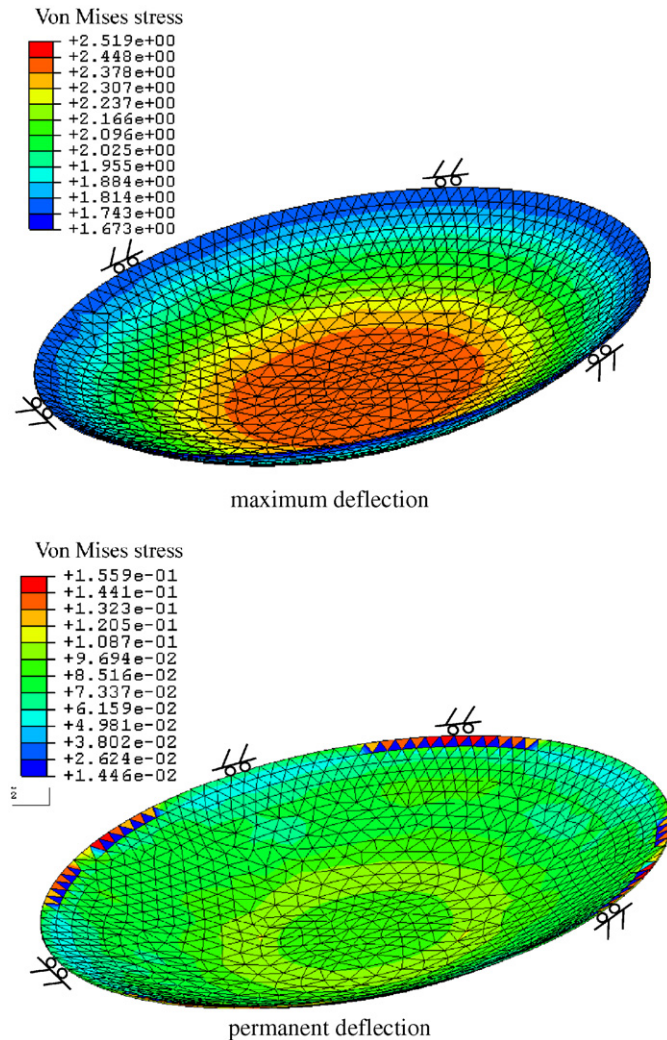 Von Mises stress
+2.519e+00
+2.448e+00
+2.378e+00
+2.307e+00
+2.237e+00
+2.166e+00
+2.096e+00
+2.025e+00
+1.955e+00
+1.884e+00
+1.814e+00
+1.743e+00
+1.673e+00
maximum deflection
Von Mises stress
+1.559e-01
+1.441e-01
+1.323e-01
+1.205e-01
+1.087e-01
+9.694e-02
+8.516e-02
+7.337e-02
+6.159e-02
+4.981e-02
+3.802e-02
+2.624e-02
+1.446e-02
2
permanent deflection